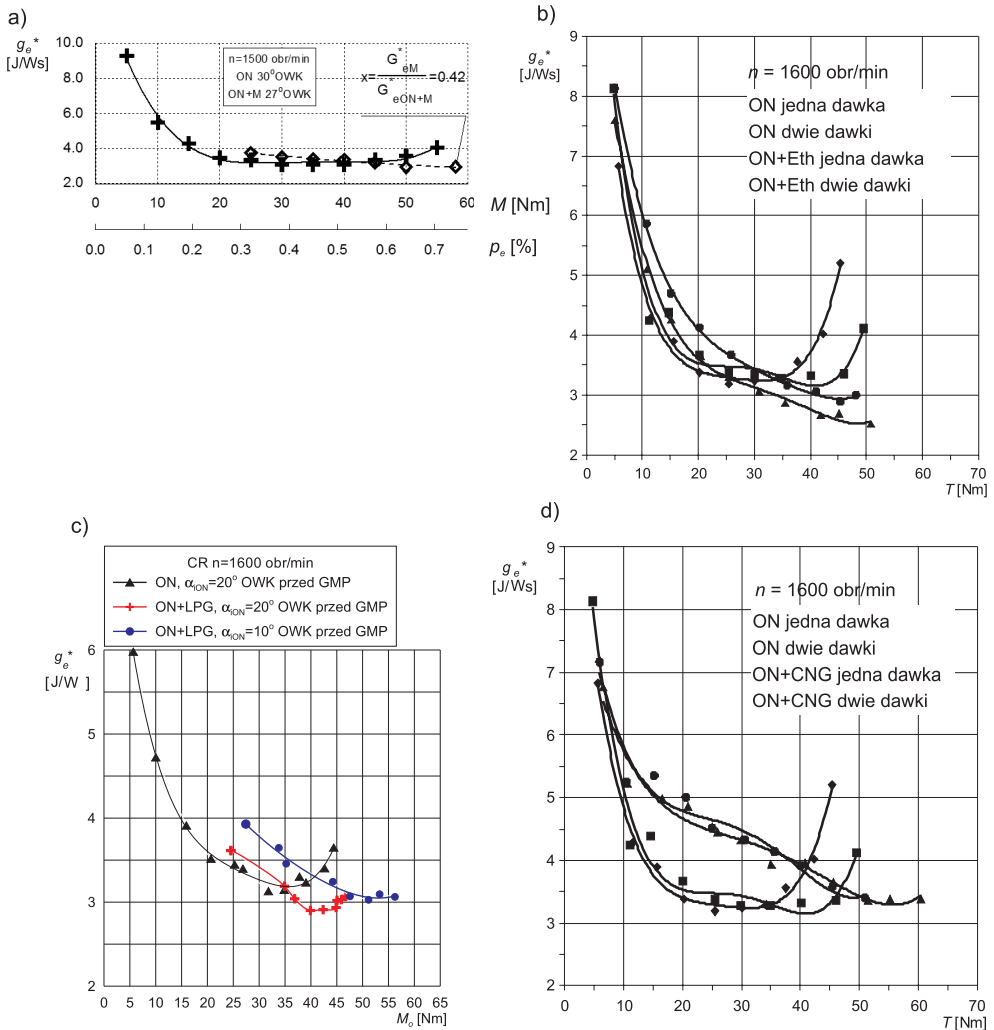 a)
g_e*
[J/Ws]
10.0
8.0
6.0
4.0
2.0
n=1500 obr/min
ON 30°OWK
ON+M 27°OWK
x= G*eM / G*eON+M =0.42
0 10 20 30 40 50 60
M [Nm]
0.0 0.1 0.2 0.3 0.4 0.5 0.6 0.7
p_e [%]
b)
g_e*
[J/Ws]
9
8
7
6
5
4
3
2
n = 1600 obr/min
ON jedna dawka
ON dwie dawki
ON+Eth jedna dawka
ON+Eth dwie dawki
0 10 20 30 40 50 60 70
T [Nm]
c)
CR n=1600 obr/min
ON, α_iON=20° OWK przed GMP
ON+LPG, α_iON=20° OWK przed GMP
ON+LPG, α_iON=10° OWK przed GMP
g_e*
[J/W ]
6
5
4
3
2
0 5 10 15 20 25 30 35 40 45 50 55 60 65
M_o [Nm]
d)
g_e*
[J/Ws]
9
8
7
6
5
4
3
2
n = 1600 obr/min
ON jedna dawka
ON dwie dawki
ON+CNG jedna dawka
ON+CNG dwie dawki
0 10 20 30 40 50 60 70
T [Nm]